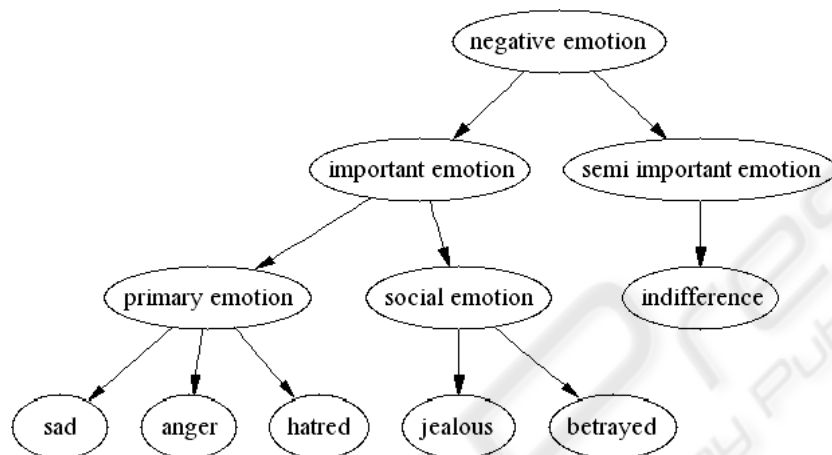 negative emotion
important emotion
semi important emotion
primary emotion
social emotion
indifference
sad
anger
hatred
jealous
betrayed